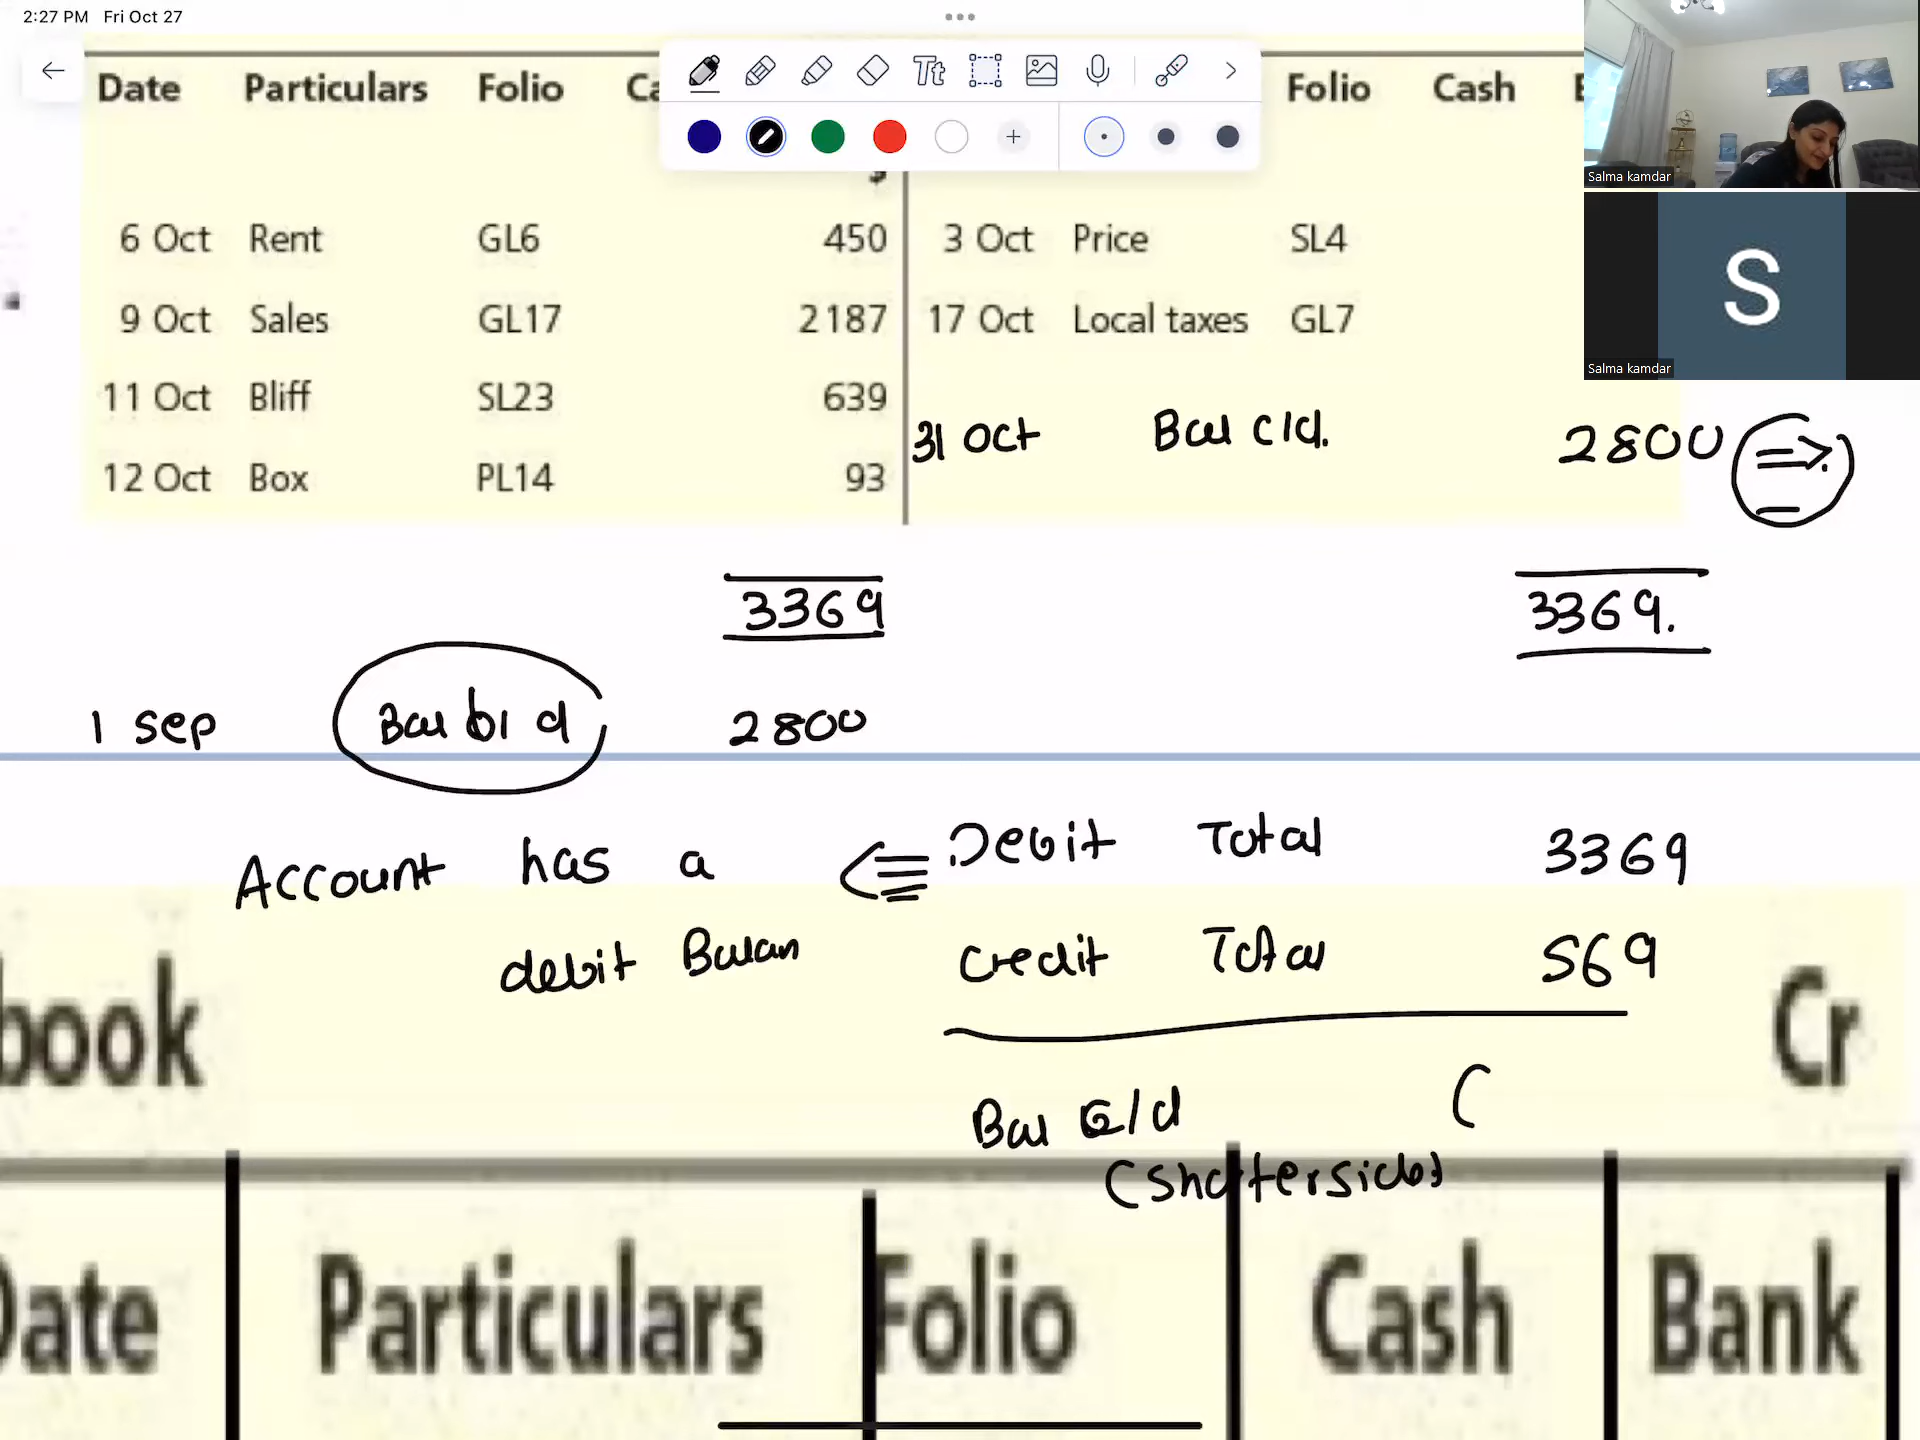 2:27 PM Fri Oct 27
Date Particulars Folio Ca Folio Cash
Tt
Salma kamdar
6 Oct Rent GL6 450 3 Oct Price SL4
S
9 Oct Sales GL17 2187 17 Oct Local taxes GL7
Salma kamdar
11 Oct Bliff SL23 639
31 Oct Bal c/d. 2800
12 Oct Box PL14 93
3369 3369.
1 Sep Bal b/d 2800
Account has a Debit Total 3369
debit Balan Credit Total 569
book Cr
Bal c/d (
(Shortersides)
Date Particulars Folio Cash Bank